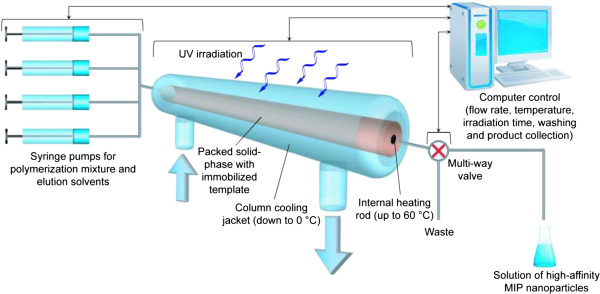 UV irradiation
Syringe pumps for
polymerization mixture and
elution solvents
Packed solid-
phase with
immobilized
template
Column cooling
jacket (down to 0 °C)
Internal heating
rod (up to 60 °C)
Computer control
(flow rate, temperature,
irradiation time, washing
and product collection)
Multi-way
valve
Waste
Solution of high-affinity
MIP nanoparticles